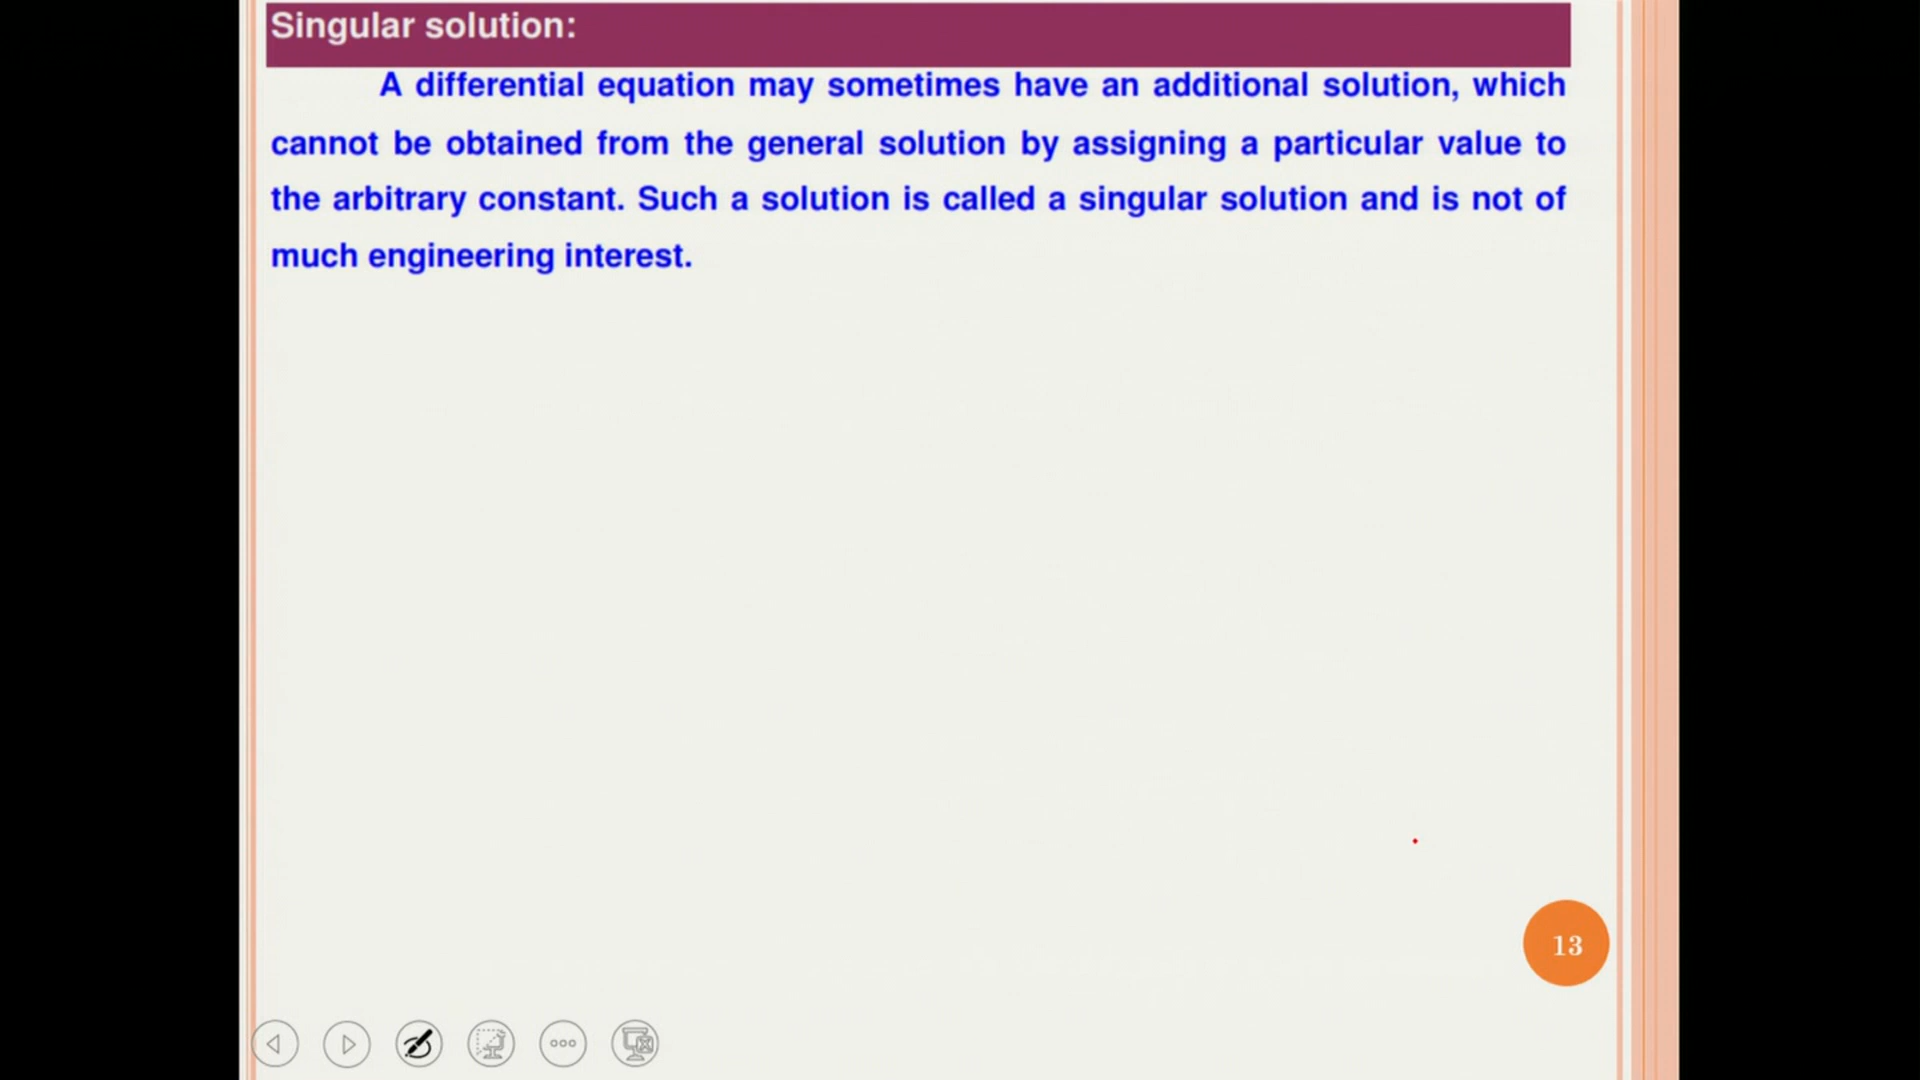 Singular solution:
A differential equation may sometimes have an additional solution, which
cannot be obtained from the general solution by assigning a particular value to
the arbitrary constant. Such a solution is called a singular solution and is not of
much engineering interest.
13